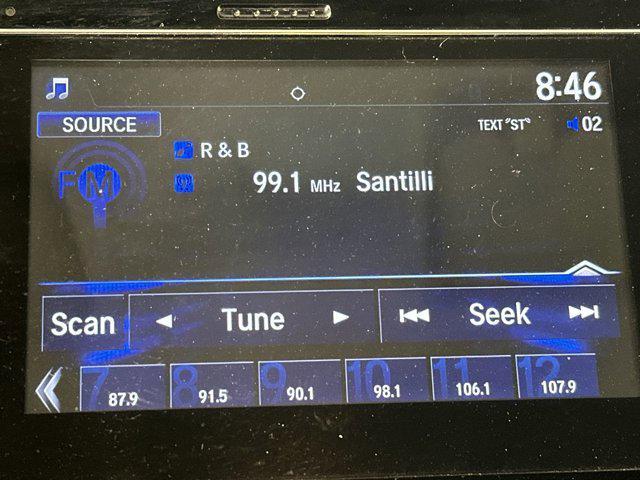 8:46
SOURCE
TEXT "ST"
02
FM
R & B
99.1 MHz Santilli
Scan
Tune
Seek
7 8 9 10 11 12
87.9 91.5 90.1 98.1 106.1 107.9